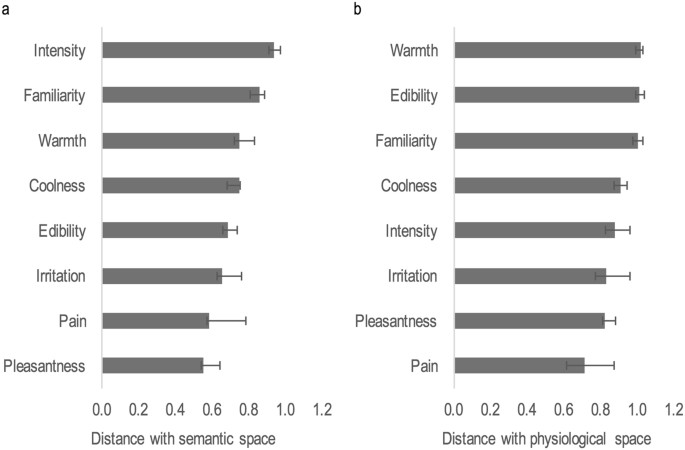 a
Intensity
Familiarity
Warmth
Coolness
Edibility
Irritation
Pain
Pleasantness
0.0 0.2 0.4 0.6 0.8 1.0 1.2
Distance with semantic space
b
Warmth
Edibility
Familiarity
Coolness
Intensity
Irritation
Pleasantness
Pain
0.0 0.2 0.4 0.6 0.8 1.0 1.2
Distance with physiological space